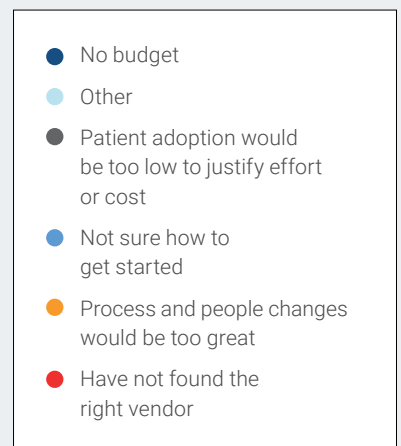 No budget
Other
Patient adoption would
be too low to justify effort
or cost
Not sure how to
get started
Process and people changes
would be too great
Have not found the
right vendor